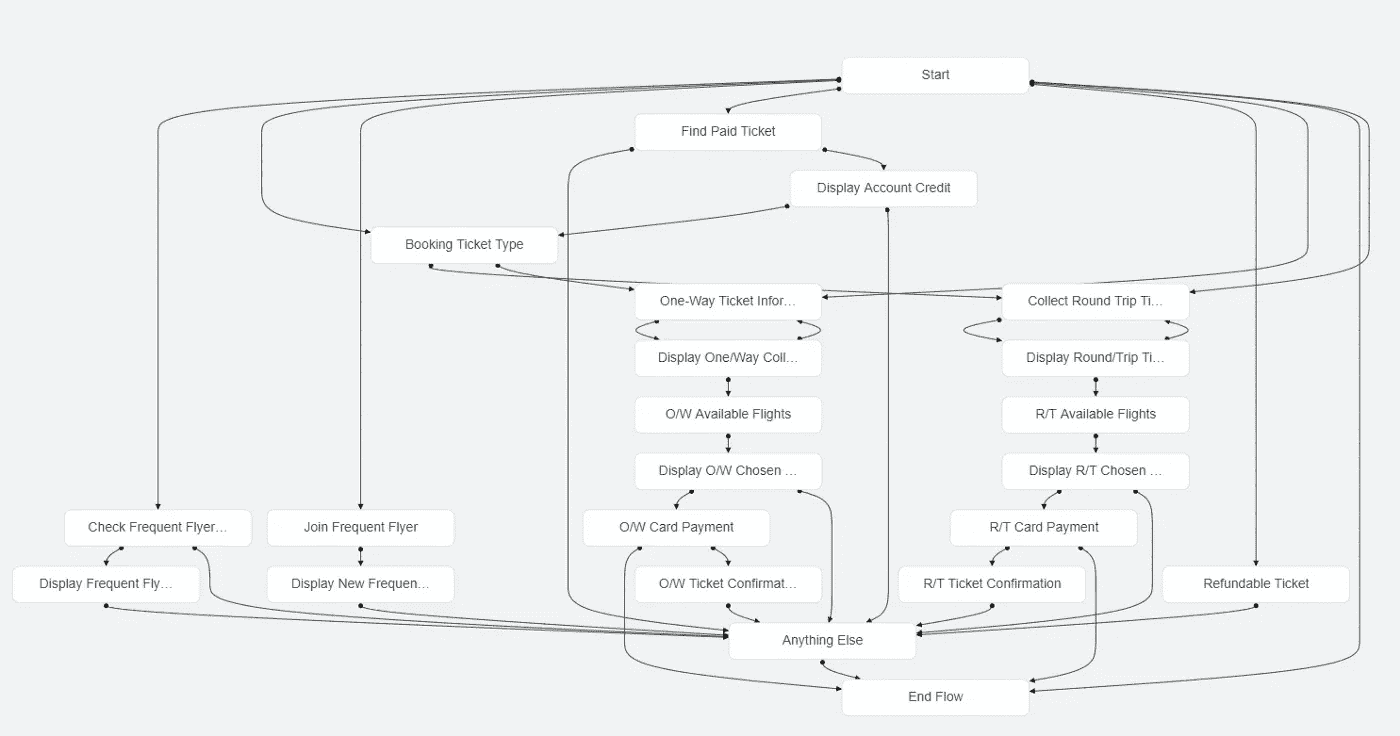 Start
Find Paid Ticket
Display Account Credit
Booking Ticket Type
One-Way Ticket Infor...
Collect Round Trip Ti...
Display One/Way Coll...
Display Round/Trip Ti...
O/W Available Flights
R/T Available Flights
Display O/W Chosen ...
Display R/T Chosen ...
Check Frequent Flyer...
Join Frequent Flyer
O/W Card Payment
R/T Card Payment
Display Frequent Fly...
Display New Frequen...
O/W Ticket Confirmat...
R/T Ticket Confirmation
Refundable Ticket
Anything Else
End Flow